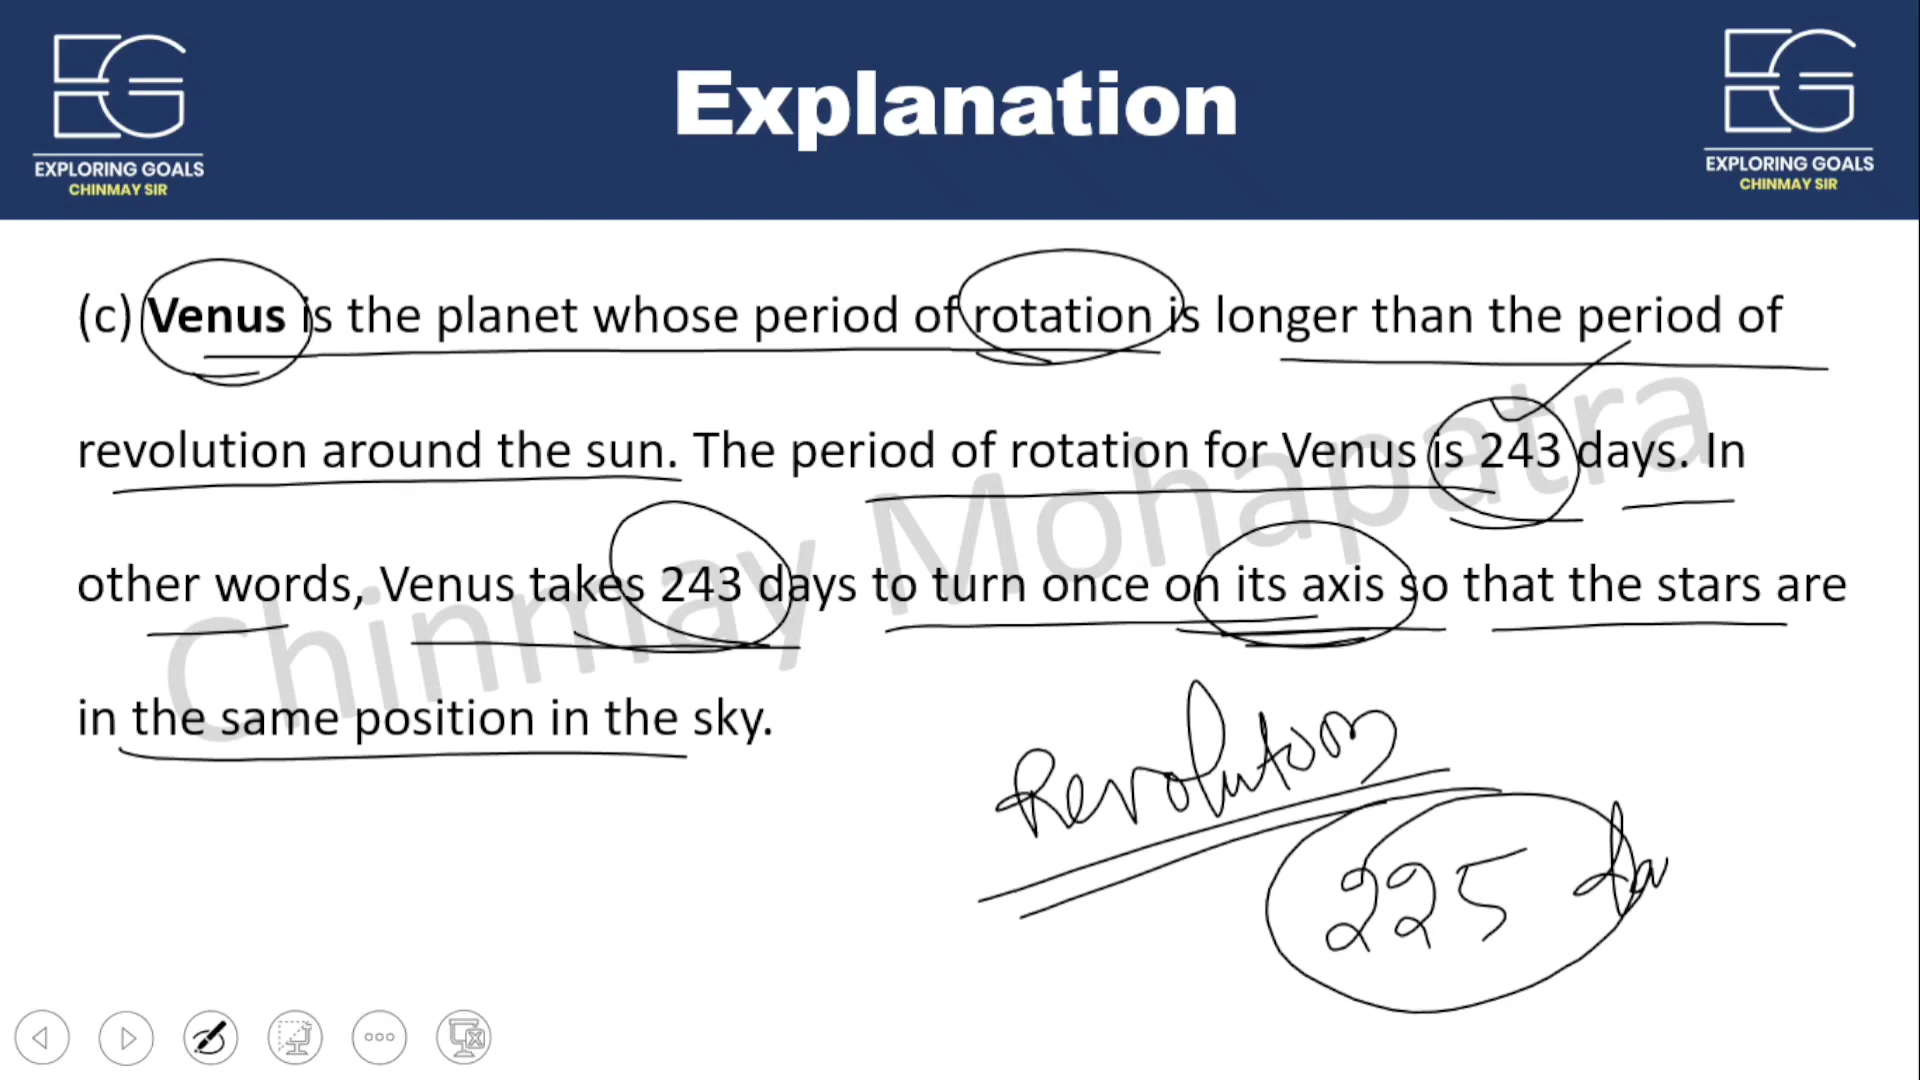 EG
EXPLORING GOALS
CHINMAY SIR
Explanation
EG
EXPLORING GOALS
CHINMAY SIR
(c) Venus is the planet whose period of rotation is longer than the period of
revolution around the sun. The period of rotation for Venus is 243 days. In
other words, Venus takes 243 days to turn once on its axis so that the stars are
in the same position in the sky.
Chinmay Mohapatra
Revolution
225 da